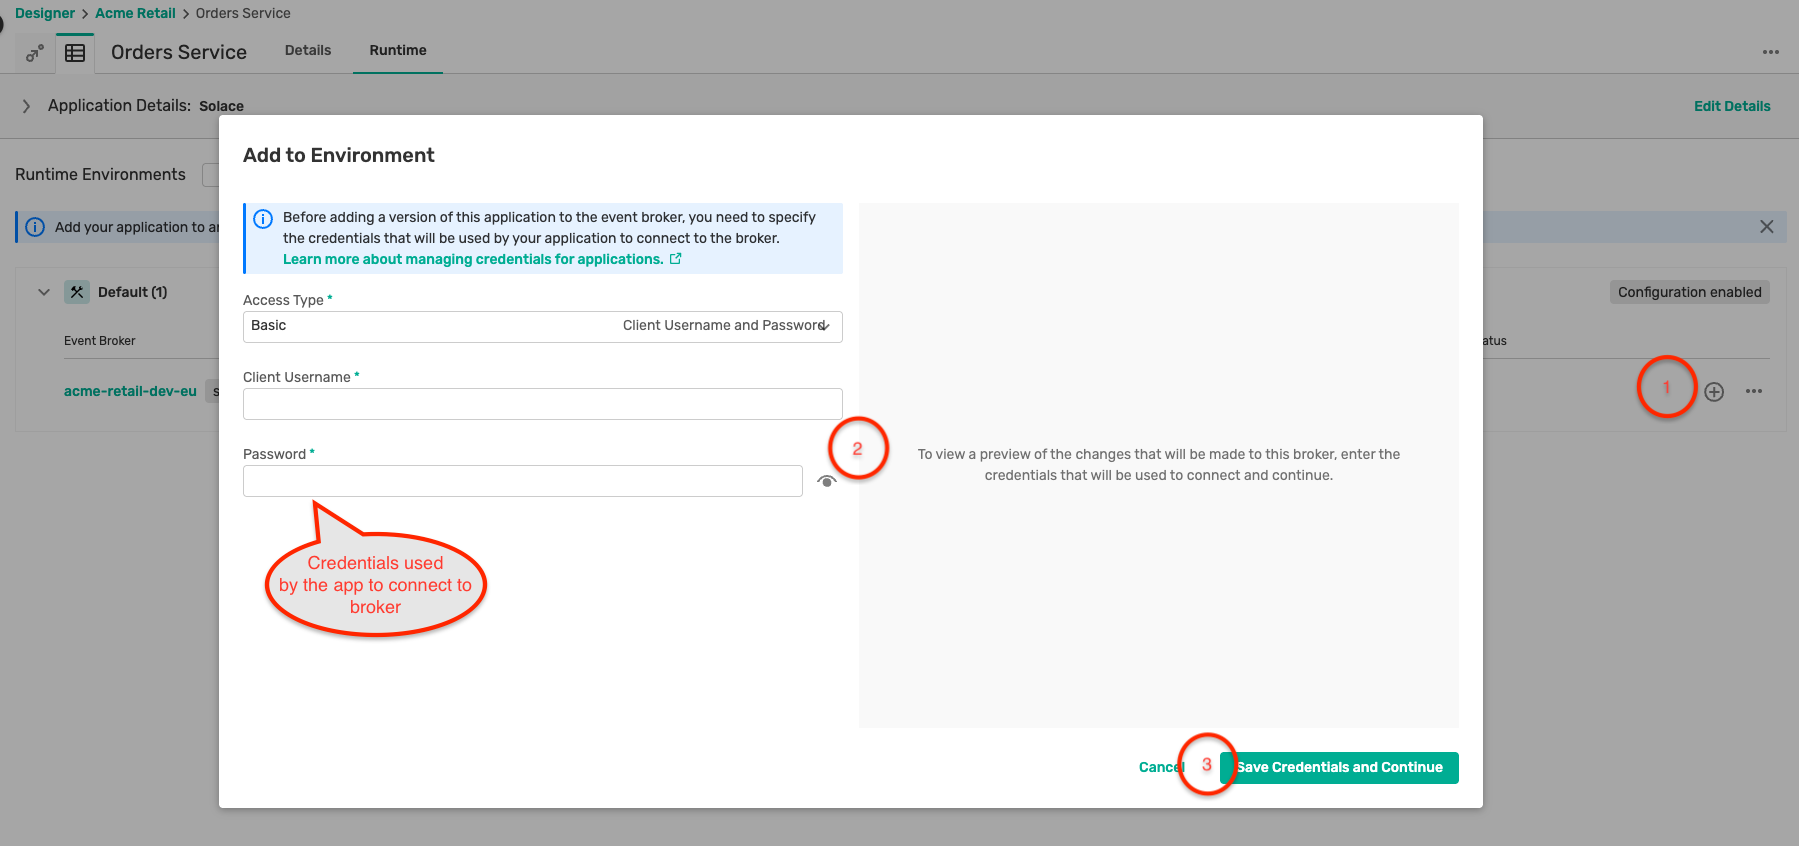 Designer > Acme Retail > Orders Service
Orders Service
Details
Runtime
Application Details: Solace
Edit Details
Runtime Environments
Add your application to
Default (1)
Configuration enabled
Event Broker
atus
acme-retail-dev-eu
s
1
Add to Environment
Before adding a version of this application to the event broker, you need to specify
the credentials that will be used by your application to connect to the broker.
Learn more about managing credentials for applications.
Access Type *
Basic
Client Username and Password
Client Username *
Password *
2
To view a preview of the changes that will be made to this broker, enter the
credentials that will be used to connect and continue.
Credentials used
by the app to connect to
broker
Cancel
3
Save Credentials and Continue